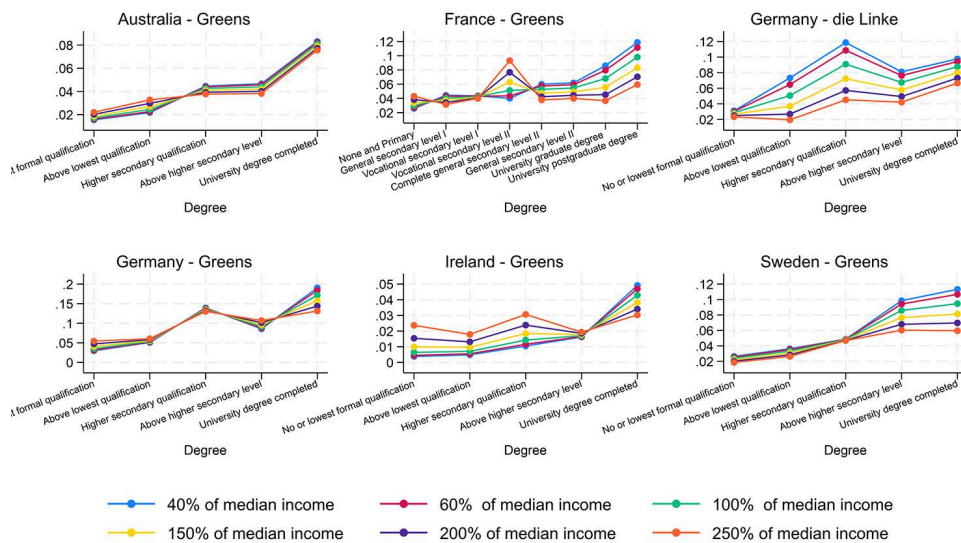 Australia - Greens
.08
.06
.04
.02
t formal qualification
Above lowest qualification
Higher secondary qualification
Above higher secondary level
University degree completed
Degree
France - Greens
.12
.1
.08
.06
.04
.02
None and Primary
General secondary level I
Vocational secondary level I
Vocational secondary level II
Complete general secondary level II
General secondary level II
University graduate degree
University postgraduate degree
Degree
Germany - die Linke
.12
.1
.08
.06
.04
.02
No or lowest formal qualification
Above lowest qualification
Higher secondary qualification
Above higher secondary level
University degree completed
Degree
Germany - Greens
.2
.15
.1
.05
0
t formal qualification
Above lowest qualification
Higher secondary qualification
Above higher secondary level
University degree completed
Degree
Ireland - Greens
.05
.04
.03
.02
.01
0
No or lowest formal qualification
Above lowest qualification
Higher secondary qualification
Above higher secondary level
University degree completed
Degree
Sweden - Greens
.12
.1
.08
.06
.04
.02
No or lowest formal qualification
Above lowest qualification
Higher secondary qualification
Above higher secondary level
University degree completed
Degree
40% of median income
60% of median income
100% of median income
150% of median income
200% of median income
250% of median income